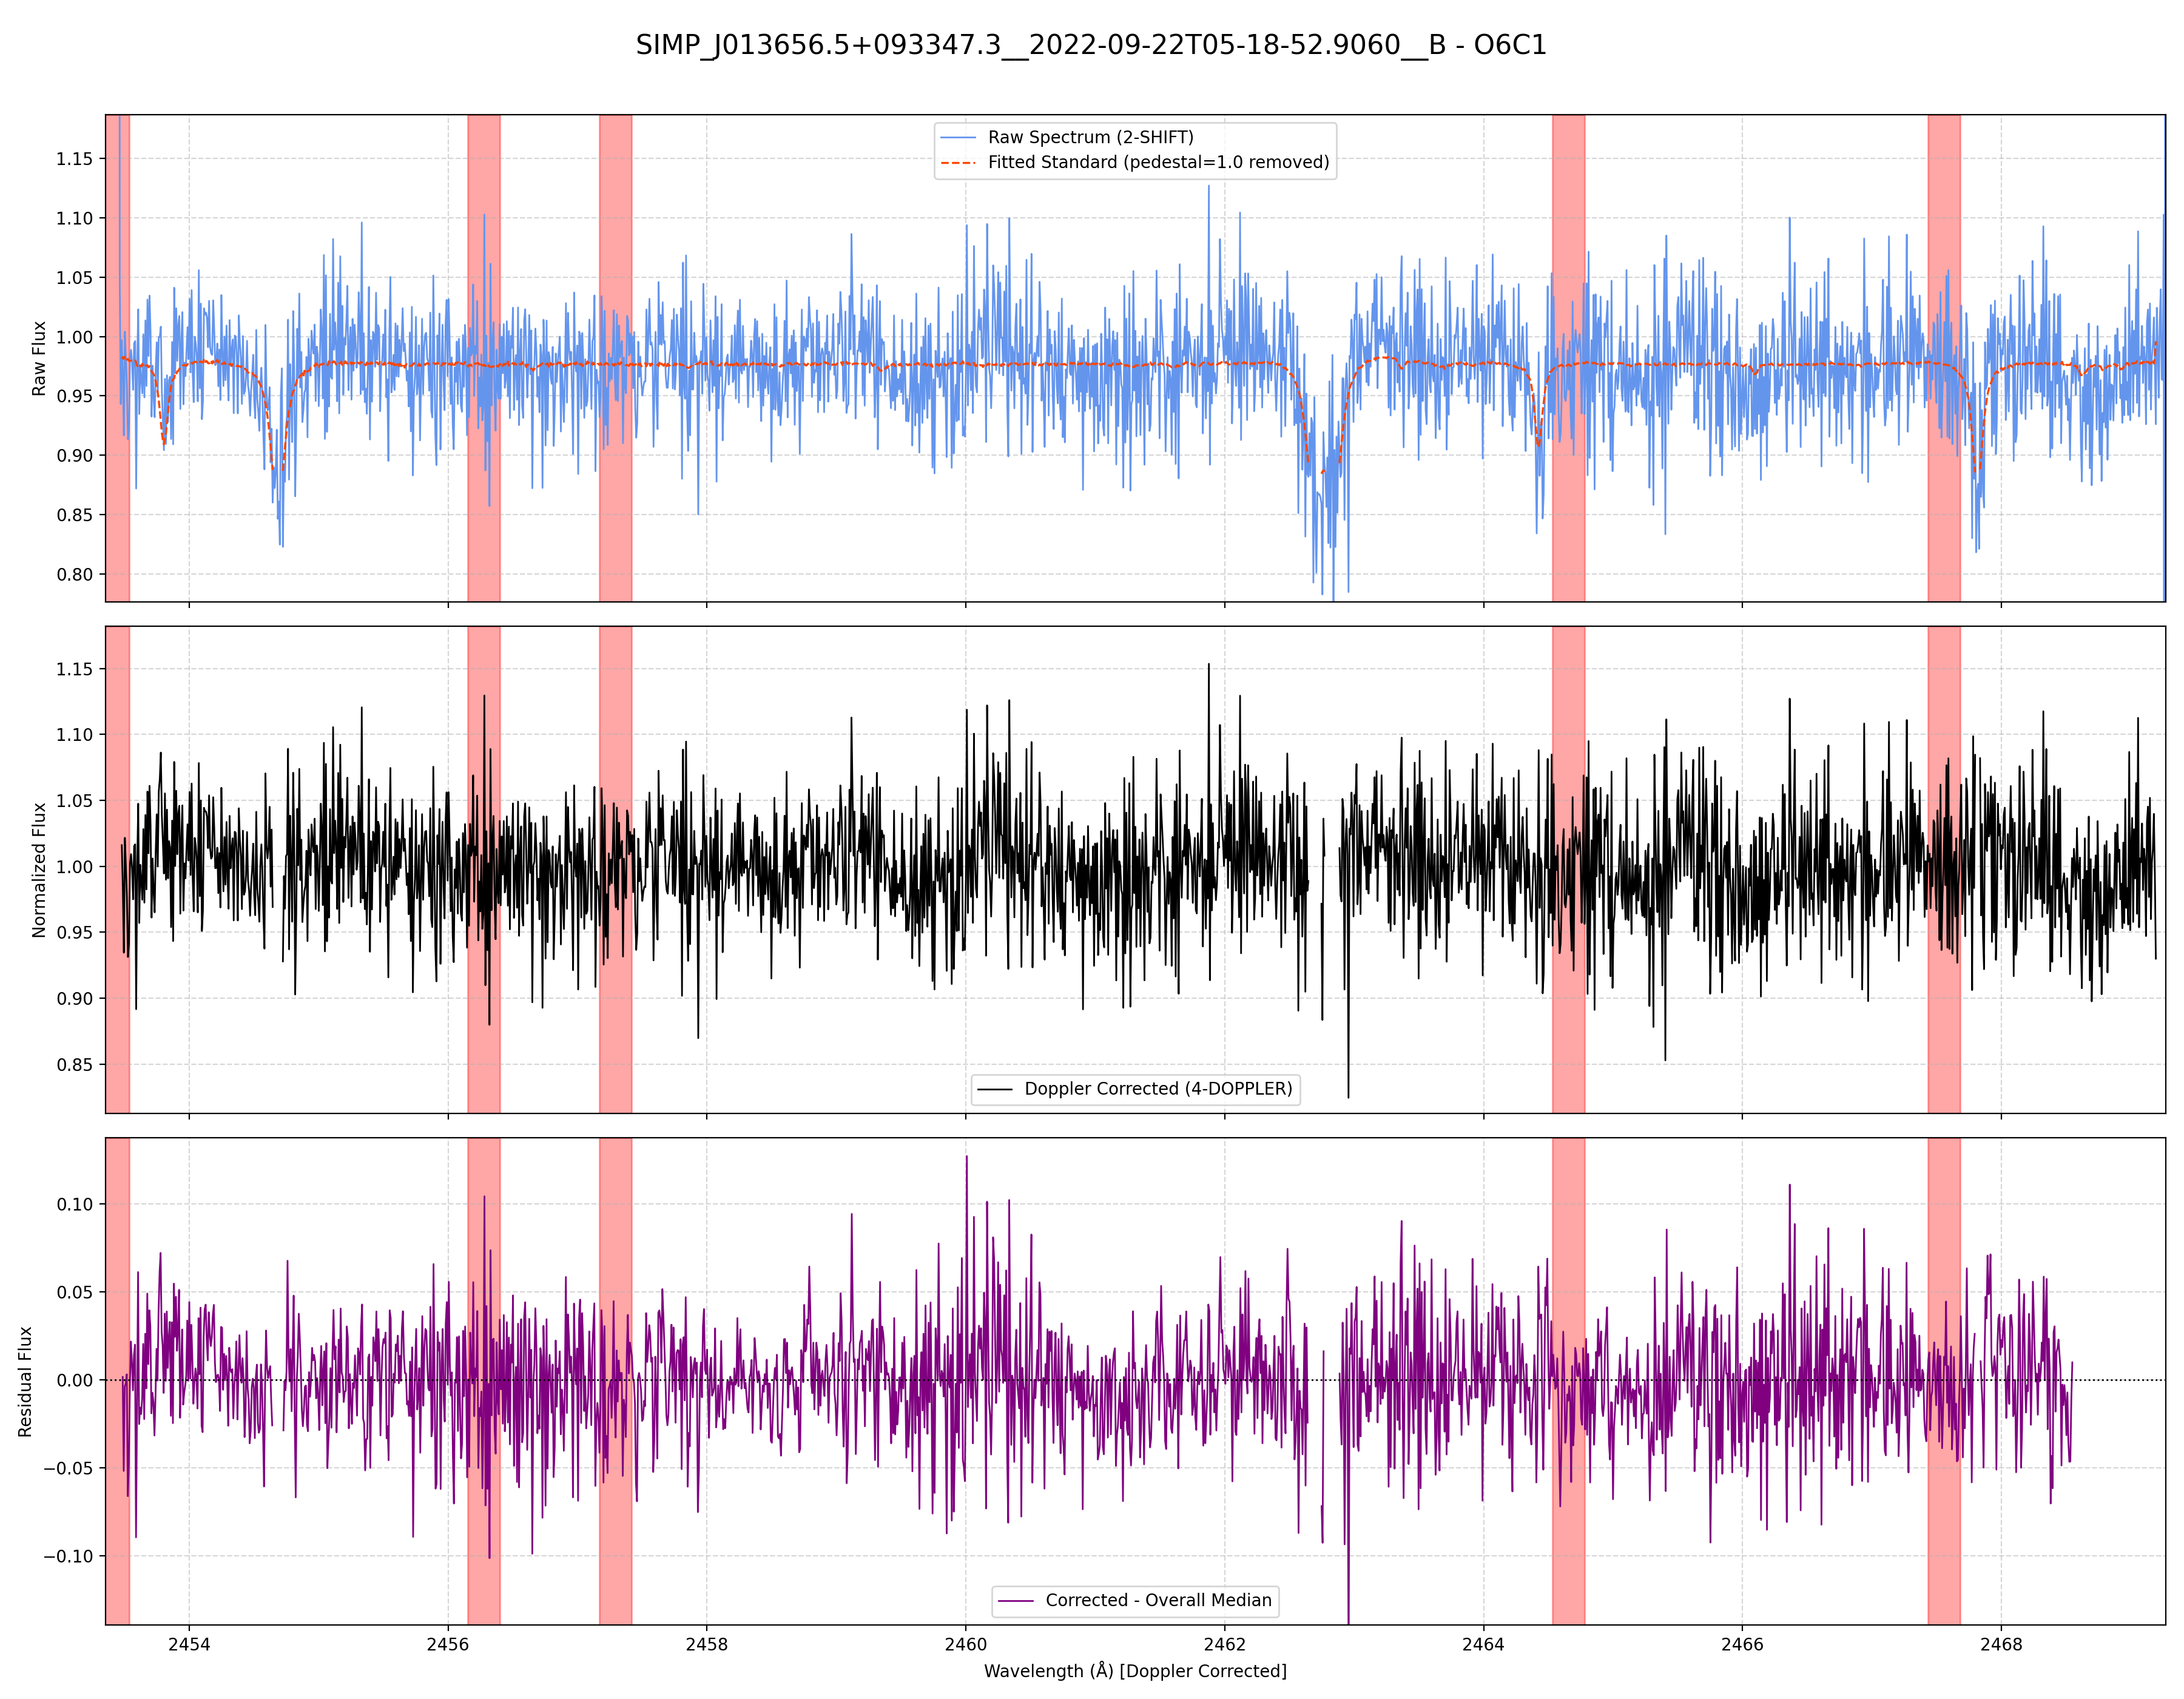 SIMP_J013656.5+093347.3__2022-09-22T05-18-52.9060__B - O6C1
Raw Flux
1.15
1.10
1.05
1.00
0.95
0.90
0.85
0.80
Raw Spectrum (2-SHIFT)
Fitted Standard (pedestal=1.0 removed)
Normalized Flux
1.15
1.10
1.05
1.00
0.95
0.90
0.85
Doppler Corrected (4-DOPPLER)
Residual Flux
0.10
0.05
0.00
−0.05
−0.10
Corrected - Overall Median
2454 2456 2458 2460 2462 2464 2466 2468
Wavelength (Å) [Doppler Corrected]